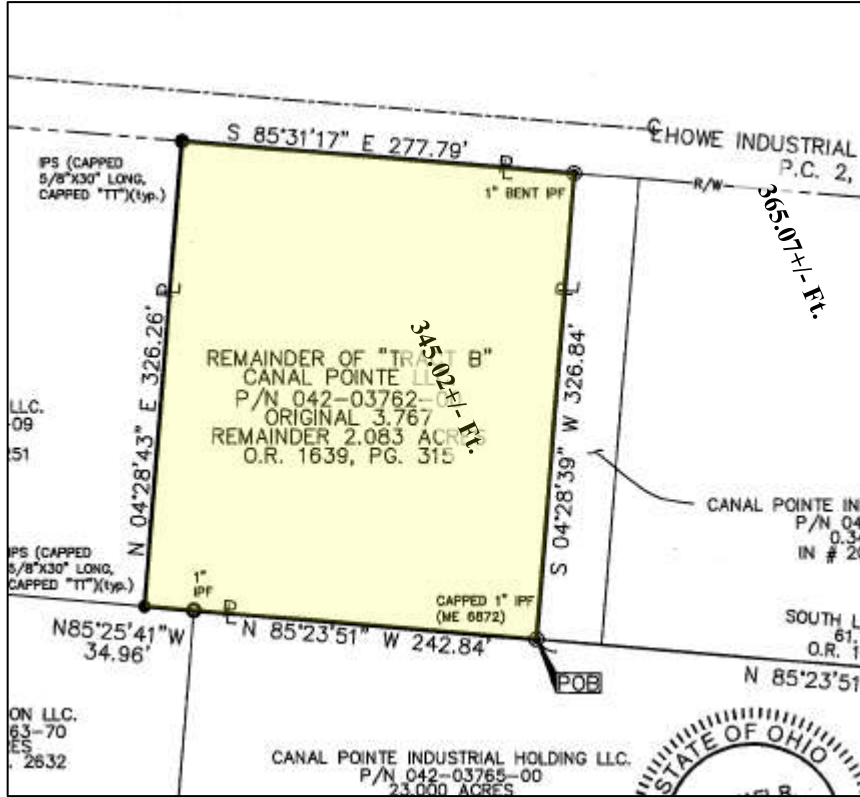 S 85°31'17" E 277.79'
HOWE INDUSTRIAL
P.C. 2,
IPS (CAPPED
5/8"X30" LONG,
CAPPED "TT")(typ.)
1" BENT IPF
R/W
365.07+/- Ft.
N 04°28'43" E 326.26'
345.02+/- Ft.
REMAINDER OF "TRACT B"
CANAL POINTE LL
P/N 042-03762-0
ORIGINAL 3.767
REMAINDER 2.083 ACRES
O.R. 1639, PG. 315
S 04°28'39" W 326.84'
LLC.
-09
251
CANAL POINTE IN
P/N 04
0.34
IN # 20
IPS (CAPPED
5/8"X30" LONG,
CAPPED "TT")(typ.)
1"
IPF
CAPPED 1" IPF
(ME 6872)
SOUTH L
61.
O.R. 1
N85°25'41"W
34.96'
N 85°23'51" W 242.84'
POB
N 85°23'51
ON LLC.
63-70
RES
. 2632
CANAL POINTE INDUSTRIAL HOLDING LLC.
P/N 042-03765-00
23.000 ACRES
STATE OF OHIO